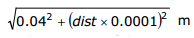 √0.04² + (dist × 0.0001)² m